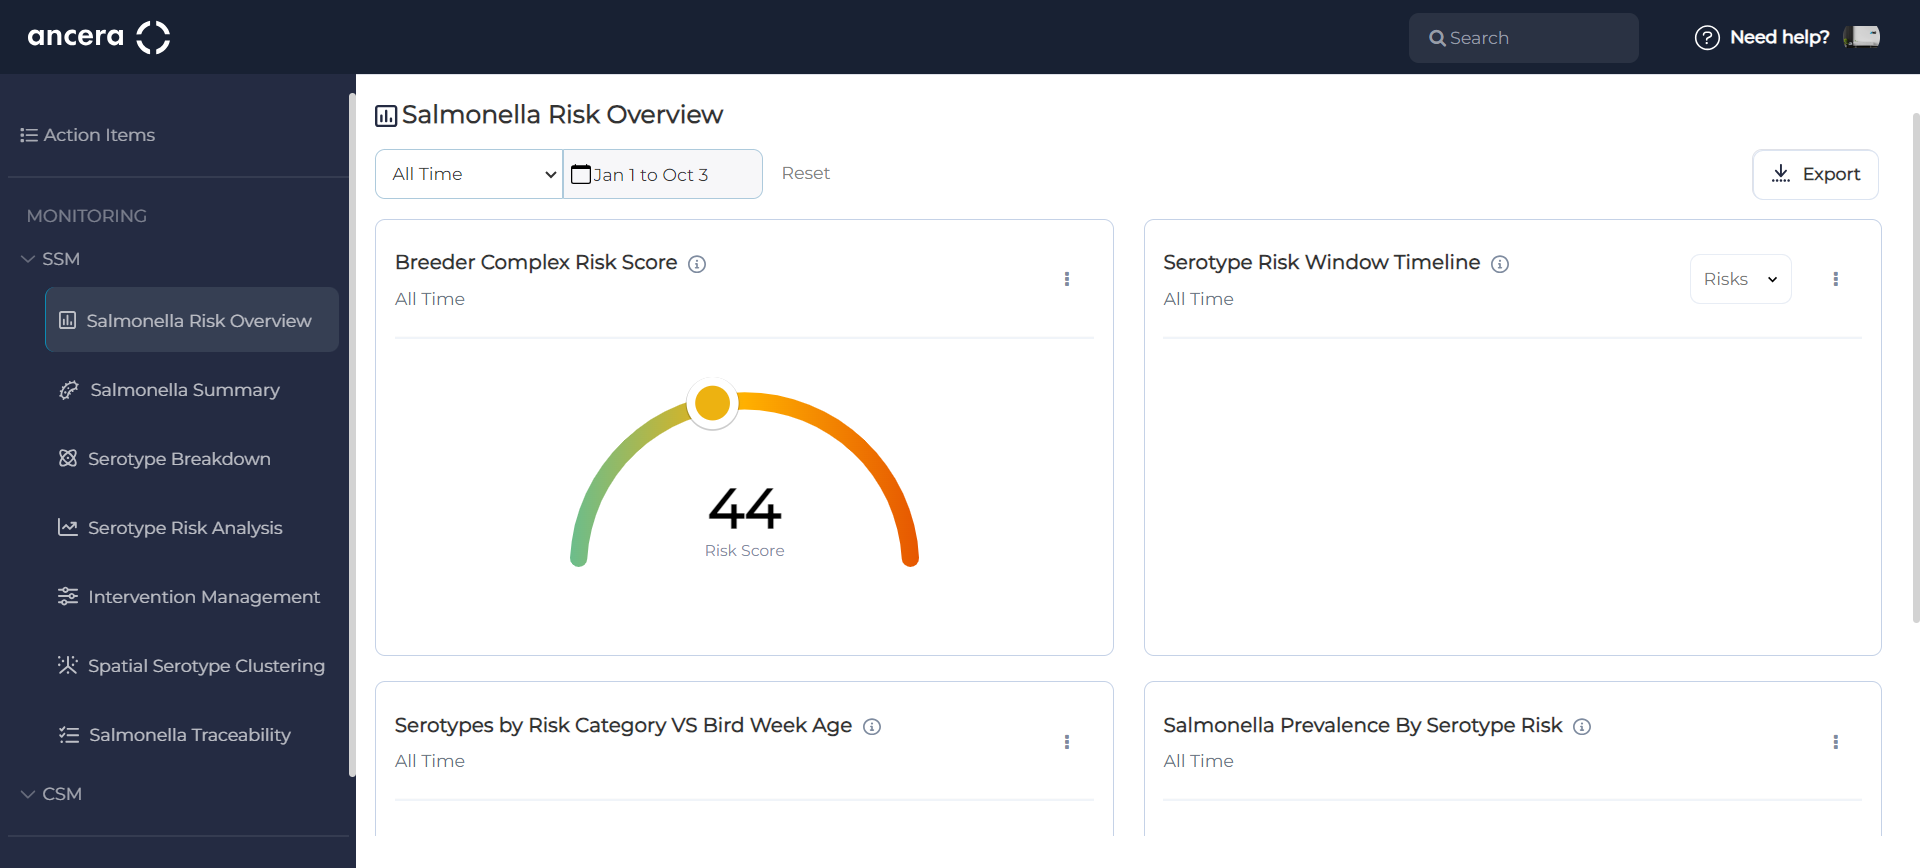 ancera
Search
? Need help?
Action Items
MONITORING
SSM
Salmonella Risk Overview
Salmonella Summary
Serotype Breakdown
Serotype Risk Analysis
Intervention Management
Spatial Serotype Clustering
Salmonella Traceability
CSM
Salmonella Risk Overview
All Time
Jan 1 to Oct 3
Reset
Export
Breeder Complex Risk Score
All Time
44
Risk Score
Serotype Risk Window Timeline
All Time
Risks
Serotypes by Risk Category VS Bird Week Age
All Time
Salmonella Prevalence By Serotype Risk
All Time